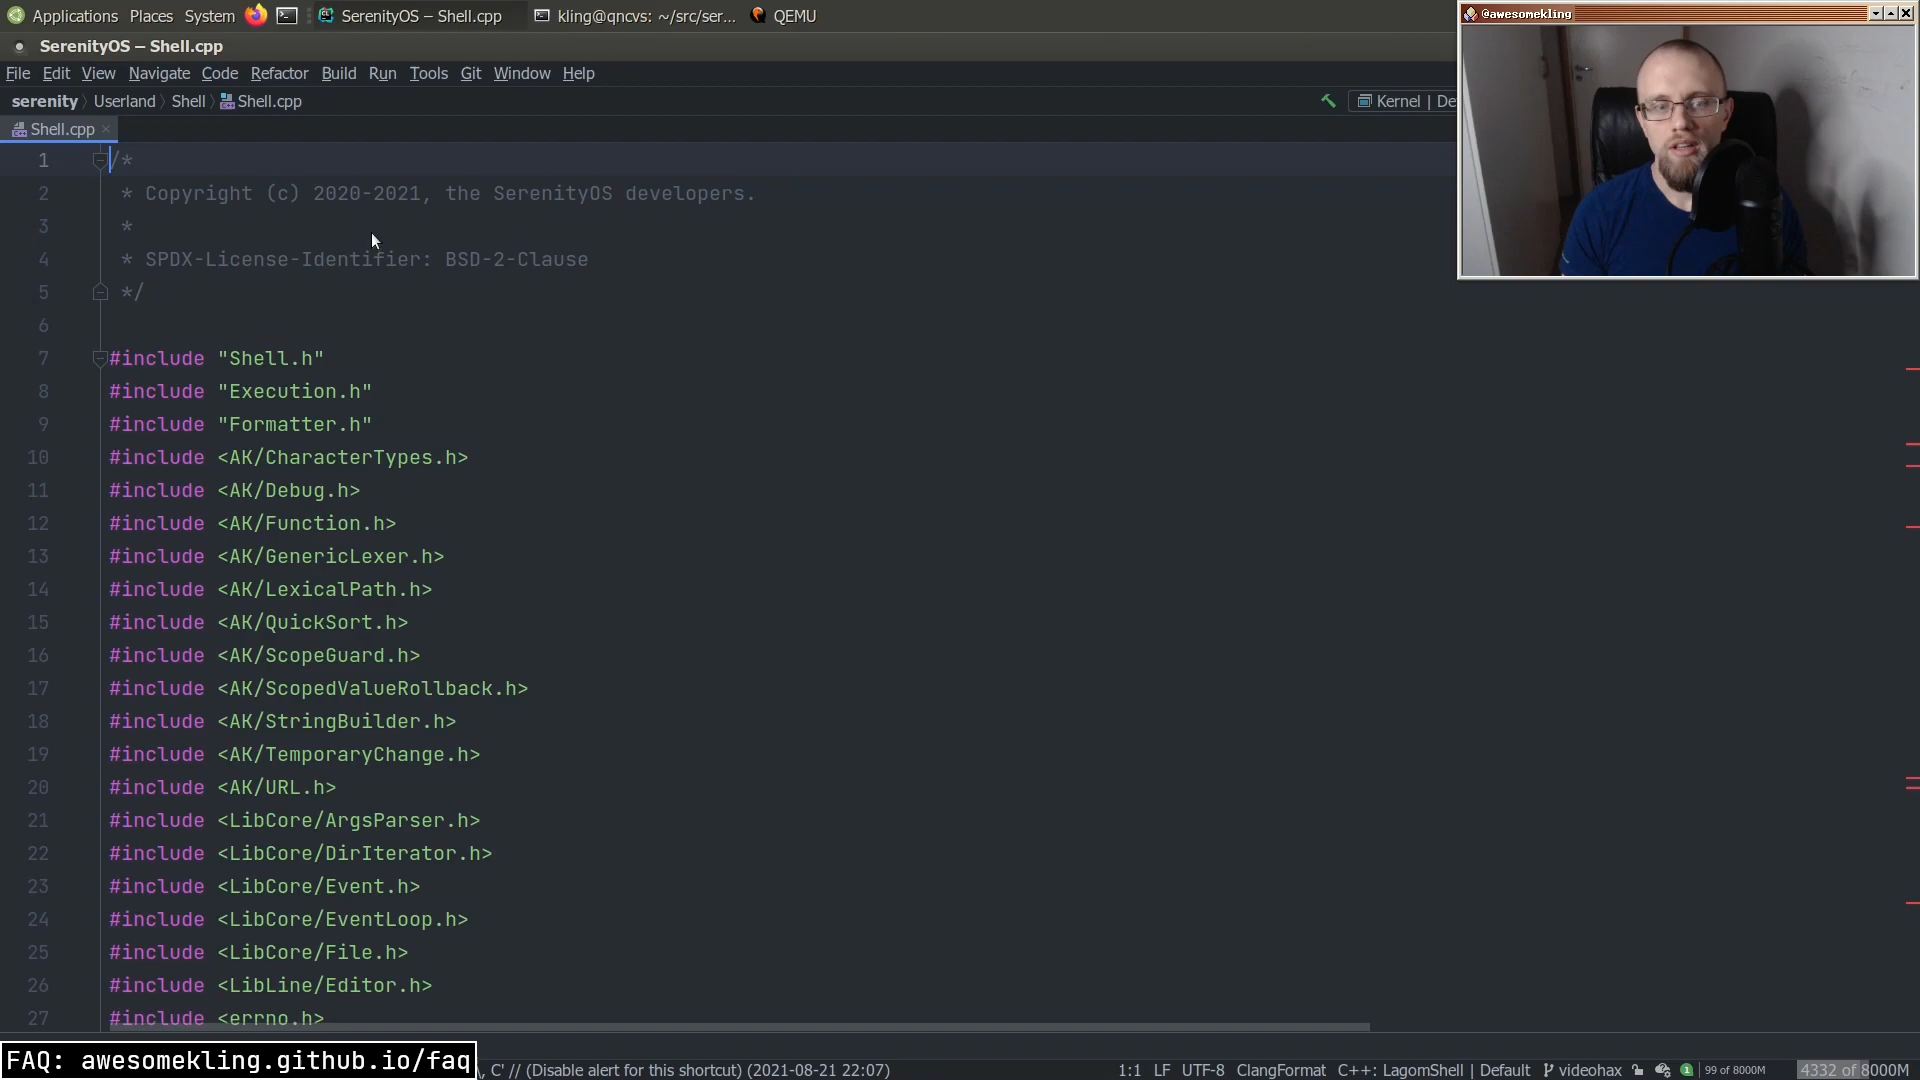 Applications Places System SerenityOS – Shell.cpp kling@qncvs: ~/src/ser... QEMU
@awesomekling
SerenityOS – Shell.cpp
File Edit View Navigate Code Refactor Build Run Tools Git Window Help
serenity Userland Shell Shell.cpp Kernel | De
Shell.cpp
1 /*
2 * Copyright (c) 2020-2021, the SerenityOS developers.
3 *
4 * SPDX-License-Identifier: BSD-2-Clause
5 */
6
7 #include "Shell.h"
8 #include "Execution.h"
9 #include "Formatter.h"
10 #include <AK/CharacterTypes.h>
11 #include <AK/Debug.h>
12 #include <AK/Function.h>
13 #include <AK/GenericLexer.h>
14 #include <AK/LexicalPath.h>
15 #include <AK/QuickSort.h>
16 #include <AK/ScopeGuard.h>
17 #include <AK/ScopedValueRollback.h>
18 #include <AK/StringBuilder.h>
19 #include <AK/TemporaryChange.h>
20 #include <AK/URL.h>
21 #include <LibCore/ArgsParser.h>
22 #include <LibCore/DirIterator.h>
23 #include <LibCore/Event.h>
24 #include <LibCore/EventLoop.h>
25 #include <LibCore/File.h>
26 #include <LibLine/Editor.h>
27 #include <errno.h>
FAQ: awesomekling.github.io/faq
\, C' // (Disable alert for this shortcut) (2021-08-21 22:07) 1:1 LF UTF-8 ClangFormat C++: LagomShell | Default videohax 1 99 of 8000M 4332 of 8000M